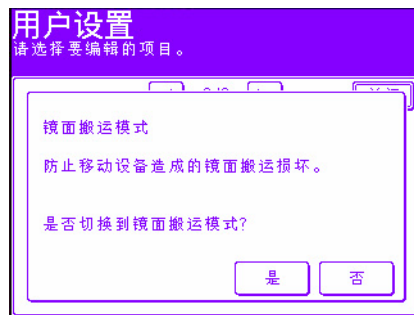 用户设置
请选择要编辑的项目。
镜面搬运模式
防止移动设备造成的镜面搬运损坏。
是否切换到镜面搬运模式?
是
否